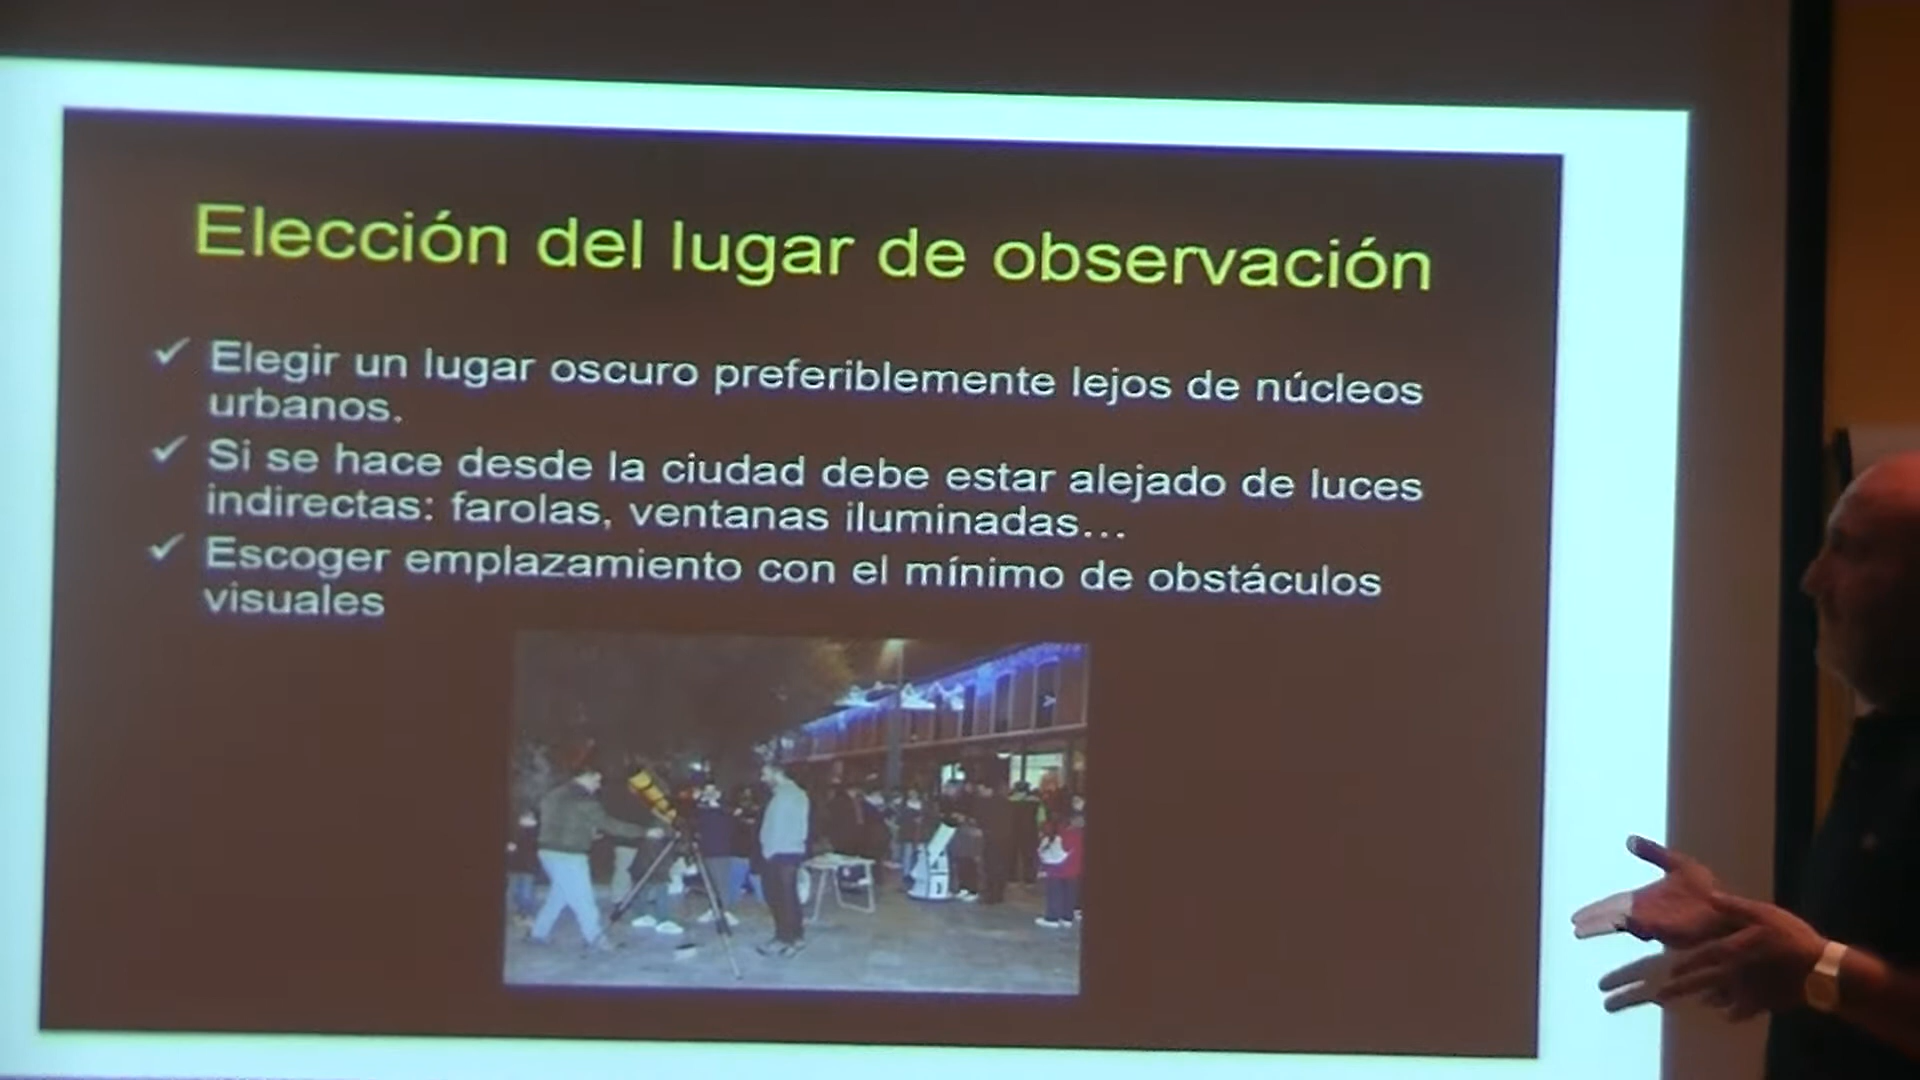 Elección del lugar de observación
✓ Elegir un lugar oscuro preferiblemente lejos de núcleos
urbanos.
✓ Si se hace desde la ciudad debe estar alejado de luces
indirectas: farolas, ventanas iluminadas...
✓ Escoger emplazamiento con el mínimo de obstáculos
visuales